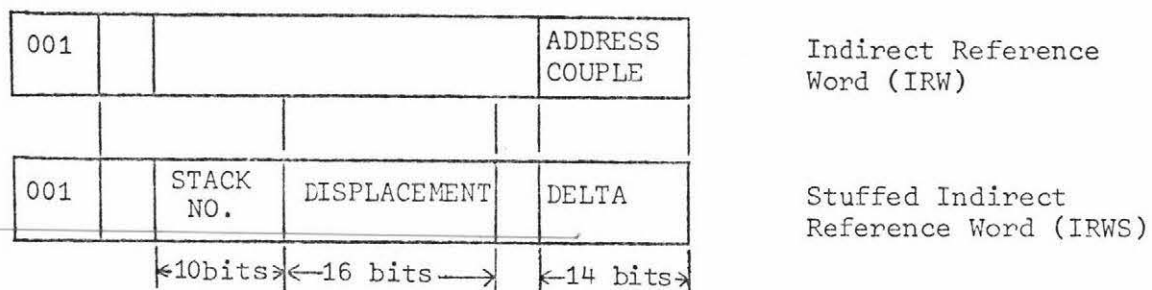 001
ADDRESS
COUPLE
Indirect Reference
Word (IRW)
001
STACK
NO.
DISPLACEMENT
DELTA
Stuffed Indirect
Reference Word (IRWS)
10bits
16 bits
14 bits